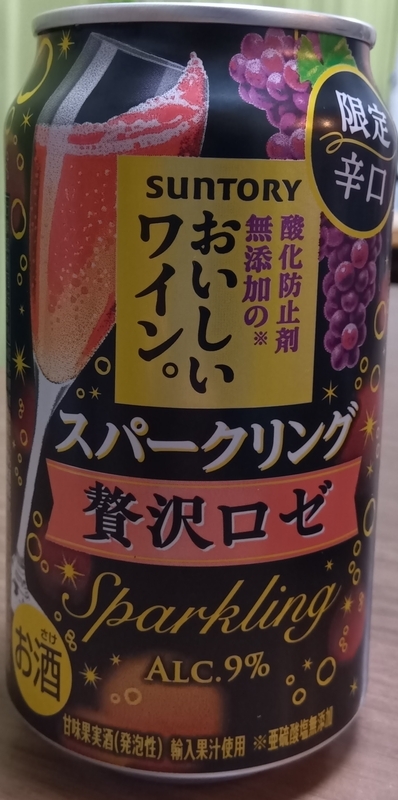 限定
辛口
SUNTORY
酸化防止剤
無添加の※
おいしい
ワイン。
スパークリング
贅沢ロゼ
Sparkling
ALC.9%
さけ
お酒
甘味果実酒(発泡性) 輸入果汁使用 ※亜硫酸塩無添加